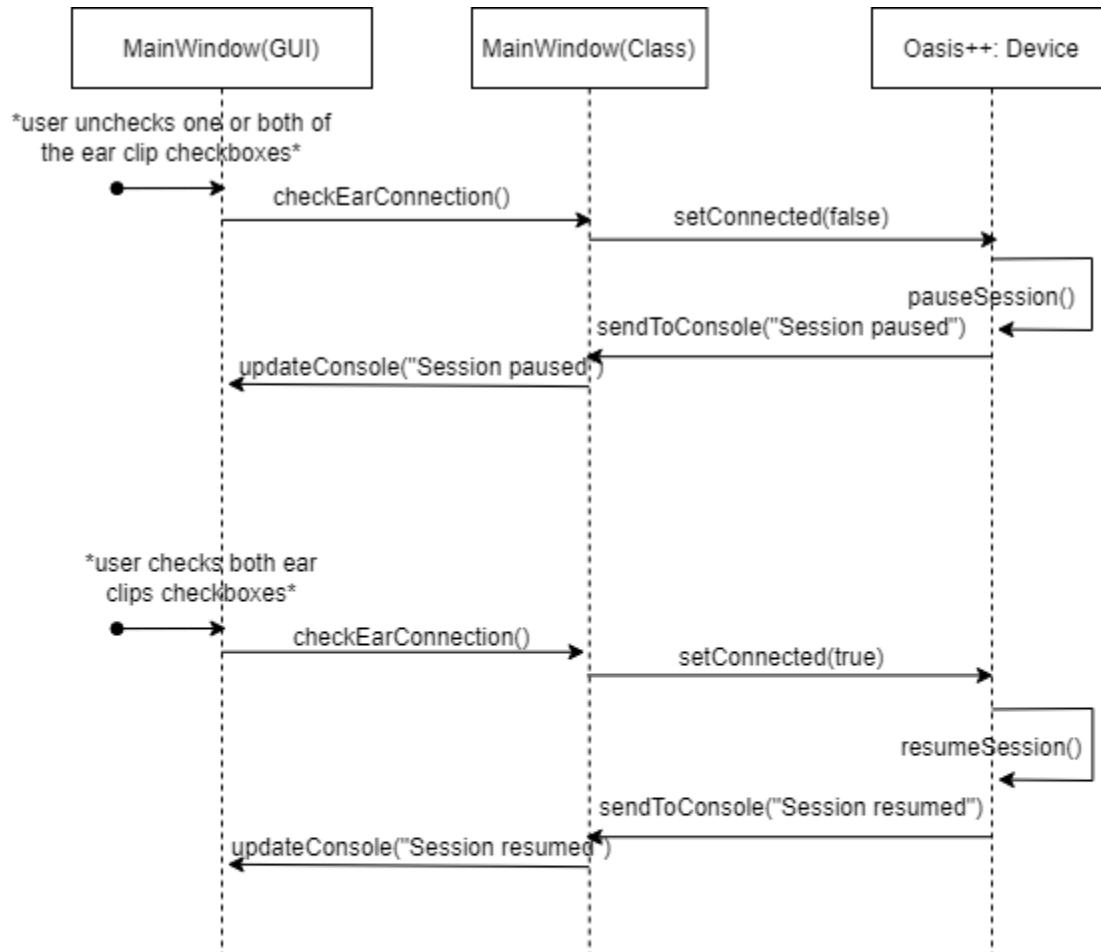 MainWindow(GUI)
MainWindow(Class)
Oasis++: Device
*user unchecks one or both of
the ear clip checkboxes*
checkEarConnection()
setConnected(false)
pauseSession()
sendToConsole("Session paused")
updateConsole("Session paused")
*user checks both ear
clips checkboxes*
checkEarConnection()
setConnected(true)
resumeSession()
sendToConsole("Session resumed")
updateConsole("Session resumed")